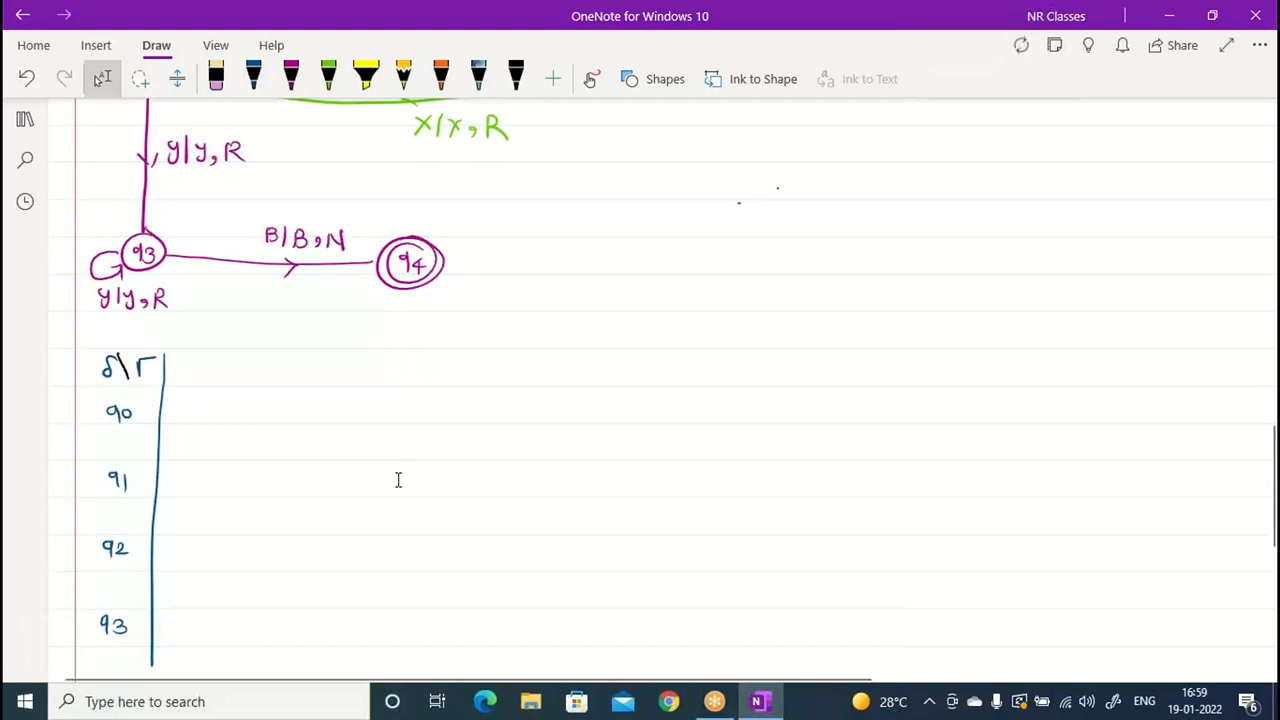 OneNote for Windows 10
NR Classes
Home Insert Draw View Help
Share
Shapes
Ink to Shape
Ink to Text
x/x, R
y/y, R
B/B, N
q3
q4
y/y, R
δ\Γ
q0
q1
q2
q3
Type here to search
28°C
ENG
16:59
19-01-2022
6